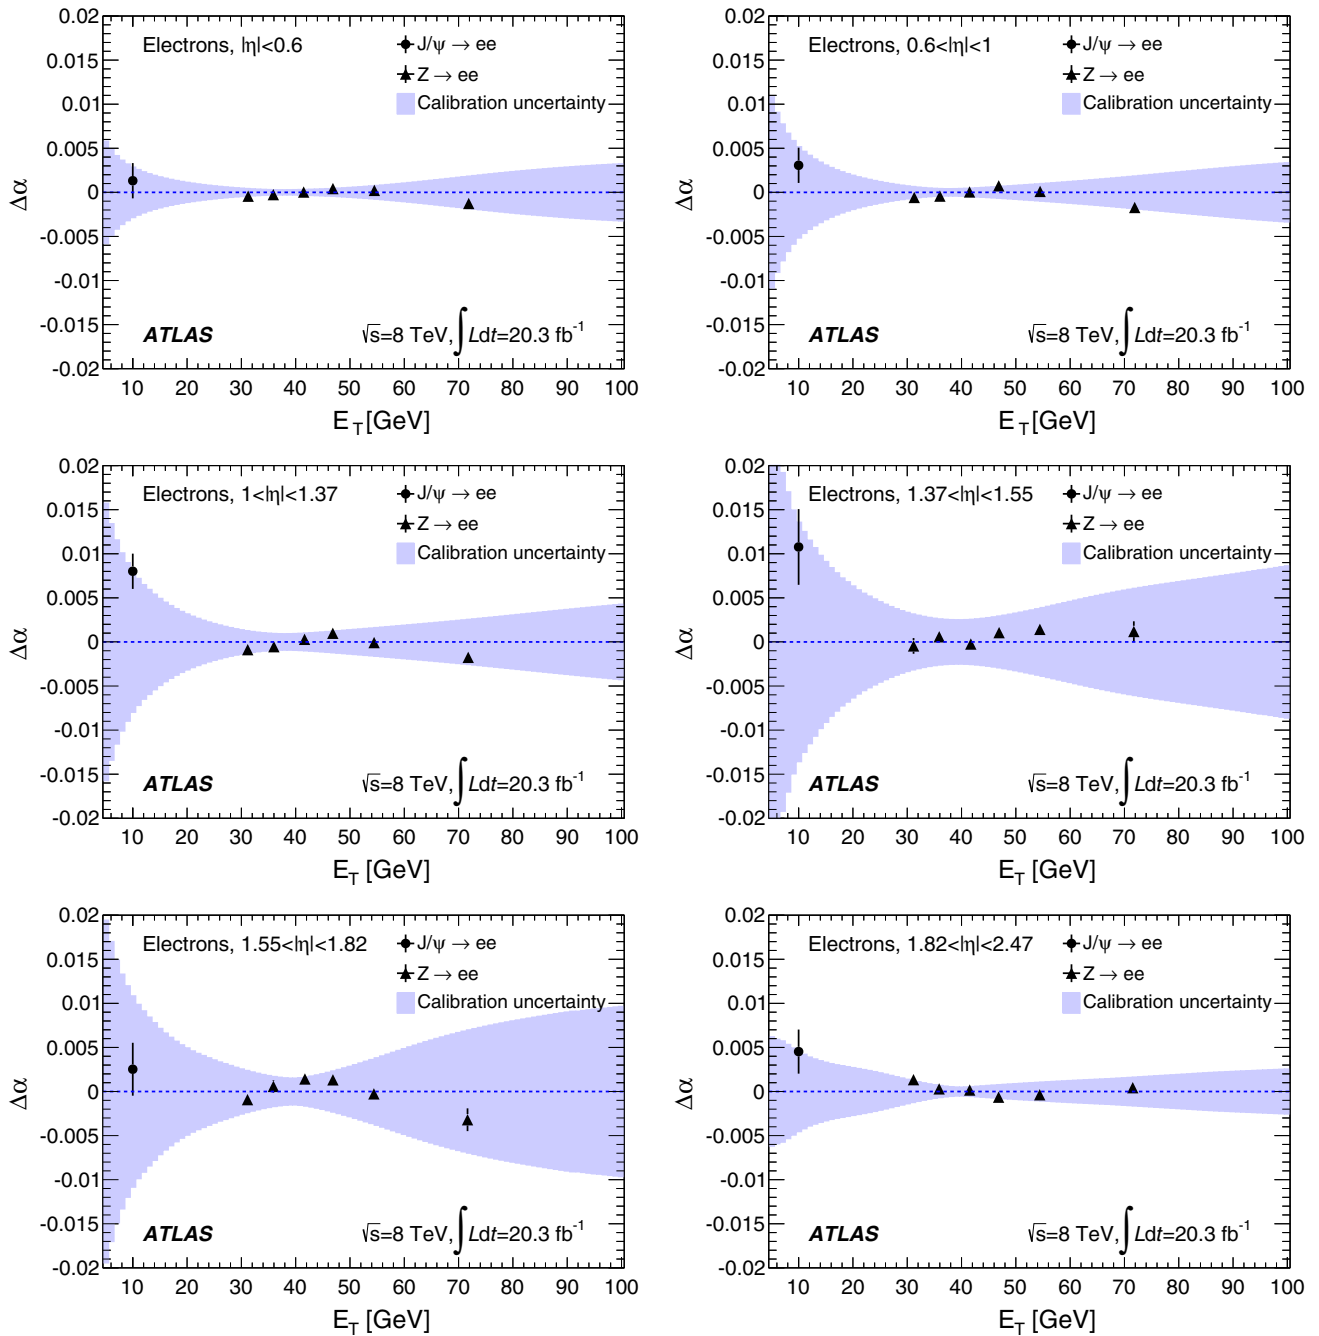 0.02
0.015
0.01
0.005
0
-0.005
-0.01
-0.015
-0.02
Δα
Electrons, |η|<0.6
J/ψ → ee
Z → ee
Calibration uncertainty
ATLAS
√s=8 TeV, ∫ Ldt=20.3 fb⁻¹
10 20 30 40 50 60 70 80 90 100
E_T [GeV]
0.02
0.015
0.01
0.005
0
-0.005
-0.01
-0.015
-0.02
Δα
Electrons, 0.6<|η|<1
J/ψ → ee
Z → ee
Calibration uncertainty
ATLAS
√s=8 TeV, ∫ Ldt=20.3 fb⁻¹
10 20 30 40 50 60 70 80 90 100
E_T [GeV]
0.02
0.015
0.01
0.005
0
-0.005
-0.01
-0.015
-0.02
Δα
Electrons, 1<|η|<1.37
J/ψ → ee
Z → ee
Calibration uncertainty
ATLAS
√s=8 TeV, ∫ Ldt=20.3 fb⁻¹
10 20 30 40 50 60 70 80 90 100
E_T [GeV]
0.02
0.015
0.01
0.005
0
-0.005
-0.01
-0.015
-0.02
Δα
Electrons, 1.37<|η|<1.55
J/ψ → ee
Z → ee
Calibration uncertainty
ATLAS
√s=8 TeV, ∫ Ldt=20.3 fb⁻¹
10 20 30 40 50 60 70 80 90 100
E_T [GeV]
0.02
0.015
0.01
0.005
0
-0.005
-0.01
-0.015
-0.02
Δα
Electrons, 1.55<|η|<1.82
J/ψ → ee
Z → ee
Calibration uncertainty
ATLAS
√s=8 TeV, ∫ Ldt=20.3 fb⁻¹
10 20 30 40 50 60 70 80 90 100
E_T [GeV]
0.02
0.015
0.01
0.005
0
-0.005
-0.01
-0.015
-0.02
Δα
Electrons, 1.82<|η|<2.47
J/ψ → ee
Z → ee
Calibration uncertainty
ATLAS
√s=8 TeV, ∫ Ldt=20.3 fb⁻¹
10 20 30 40 50 60 70 80 90 100
E_T [GeV]